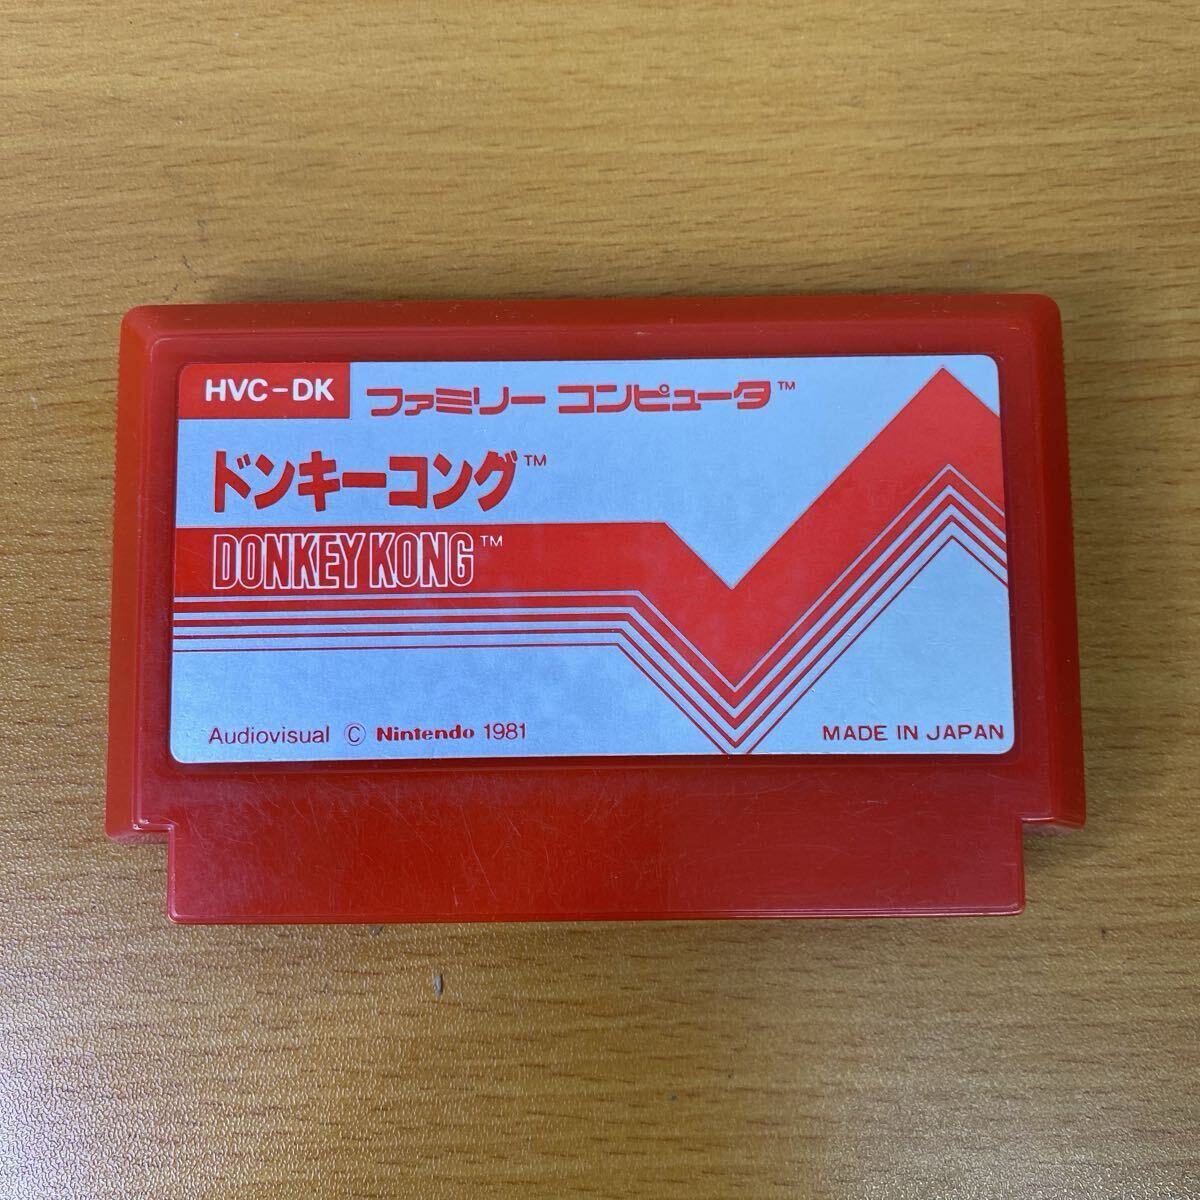 HVC-DK ファミリー コンピュータ™
ドンキーコング™
DONKEY KONG™
Audiovisual © Nintendo 1981 MADE IN JAPAN